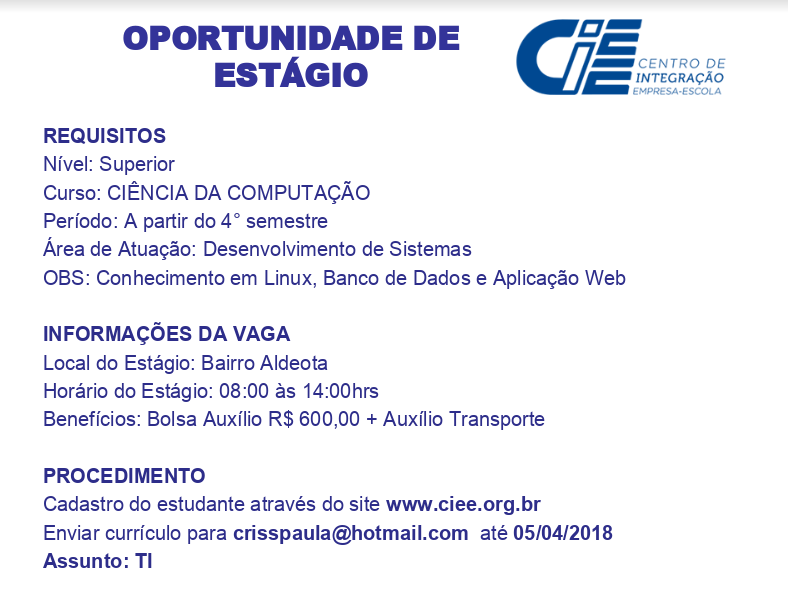 OPORTUNIDADE DE
ESTÁGIO
CIEE
CENTRO DE
INTEGRAÇÃO
EMPRESA-ESCOLA
REQUISITOS
Nível: Superior
Curso: CIÊNCIA DA COMPUTAÇÃO
Período: A partir do 4° semestre
Área de Atuação: Desenvolvimento de Sistemas
OBS: Conhecimento em Linux, Banco de Dados e Aplicação Web
INFORMAÇÕES DA VAGA
Local do Estágio: Bairro Aldeota
Horário do Estágio: 08:00 às 14:00hrs
Benefícios: Bolsa Auxílio R$ 600,00 + Auxílio Transporte
PROCEDIMENTO
Cadastro do estudante através do site www.ciee.org.br
Enviar currículo para crisspaula@hotmail.com até 05/04/2018
Assunto: TI